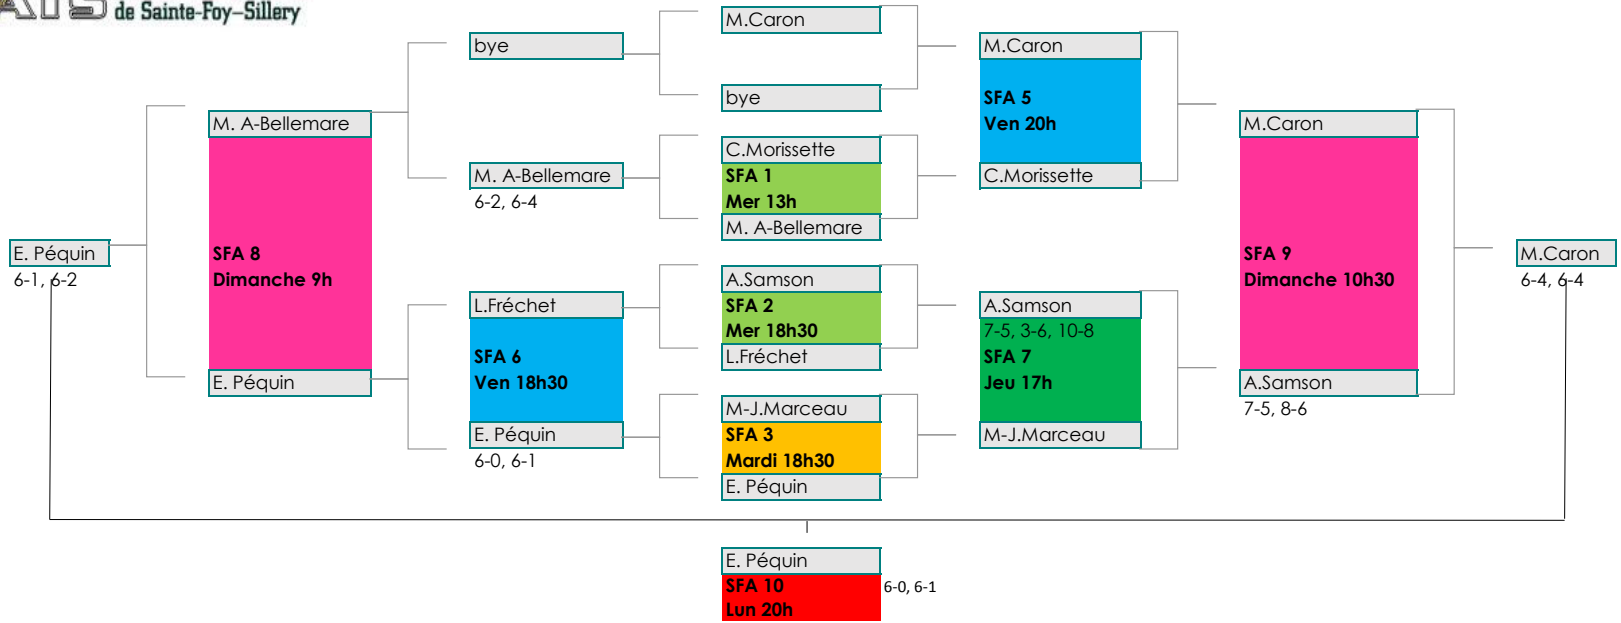 de Sainte-Foy-Sillery
M.Caron
bye
M.Caron
SFA 5
Ven 20h
bye
M. A-Bellemare
M.Caron
C.Morissette
M. A-Bellemare
6-2, 6-4
SFA 1
Mer 13h
C.Morissette
M. A-Bellemare
E. Péquin
6-1, 6-2
SFA 8
Dimanche 9h
SFA 9
Dimanche 10h30
M.Caron
6-4, 6-4
A.Samson
L.Fréchet
SFA 2
Mer 18h30
A.Samson
7-5, 3-6, 10-8
L.Fréchet
SFA 6
Ven 18h30
SFA 7
Jeu 17h
E. Péquin
A.Samson
7-5, 8-6
M-J.Marceau
E. Péquin
6-0, 6-1
SFA 3
Mardi 18h30
M-J.Marceau
E. Péquin
E. Péquin
SFA 10
Lun 20h
6-0, 6-1